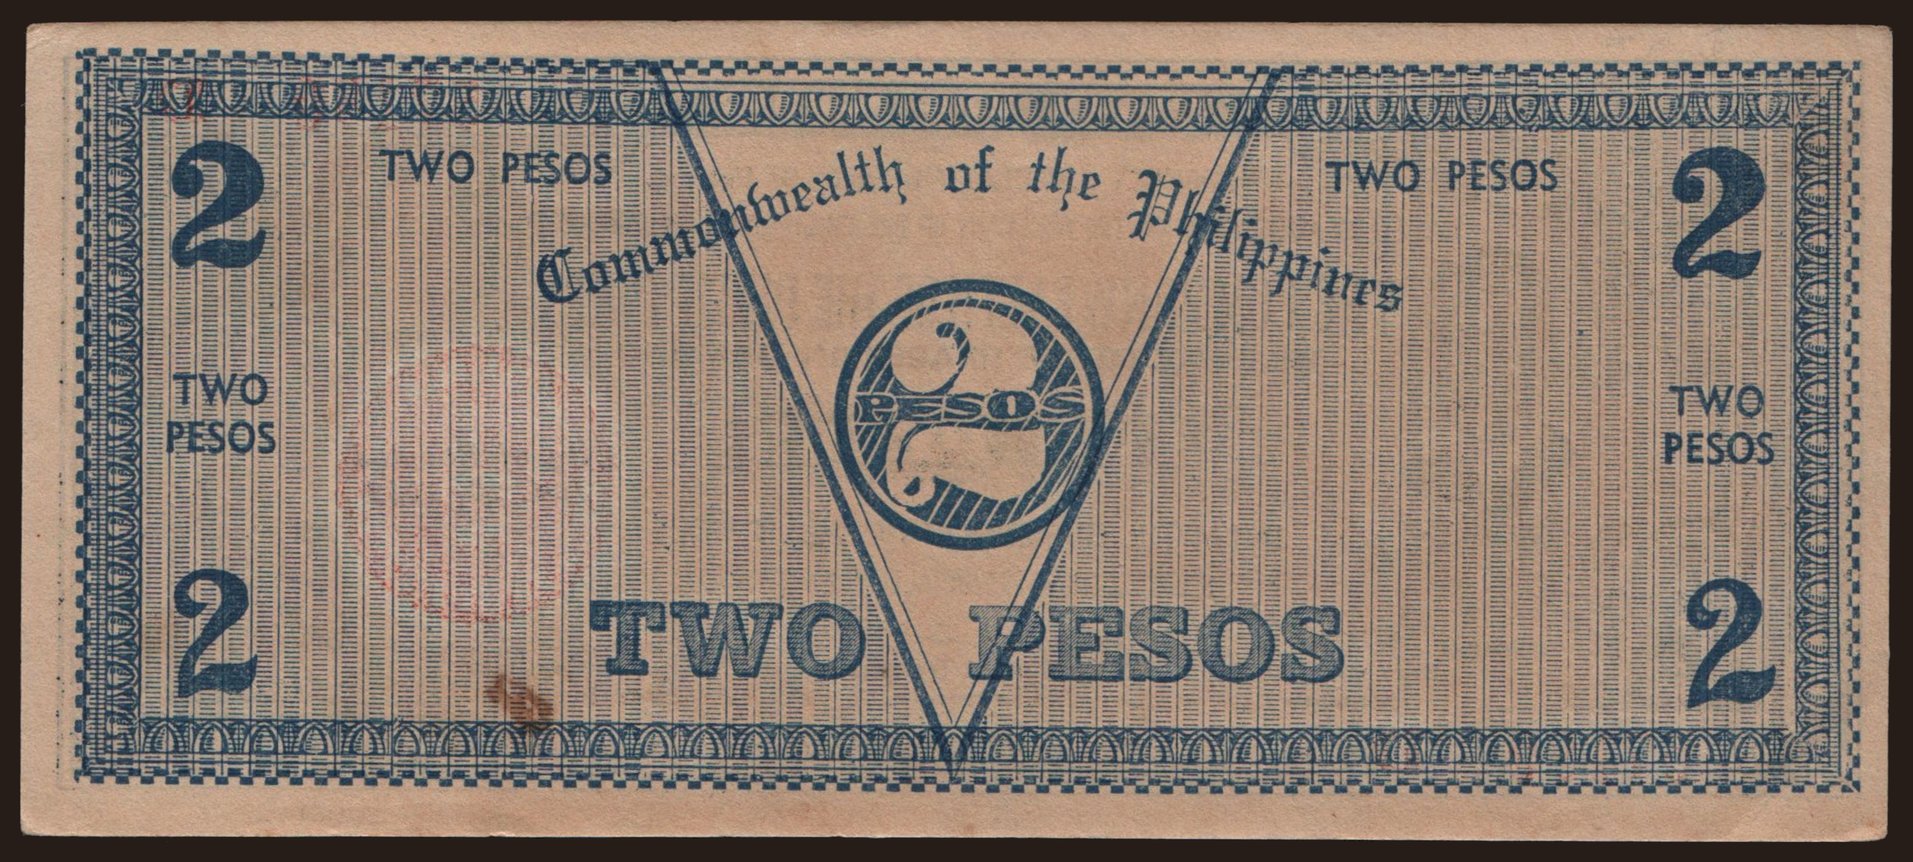 2 TWO PESOS TWO PESOS 2
Commonwealth of the Philippines
2 PESOS
TWO PESOS
TWO PESOS
2 TWO PESOS 2